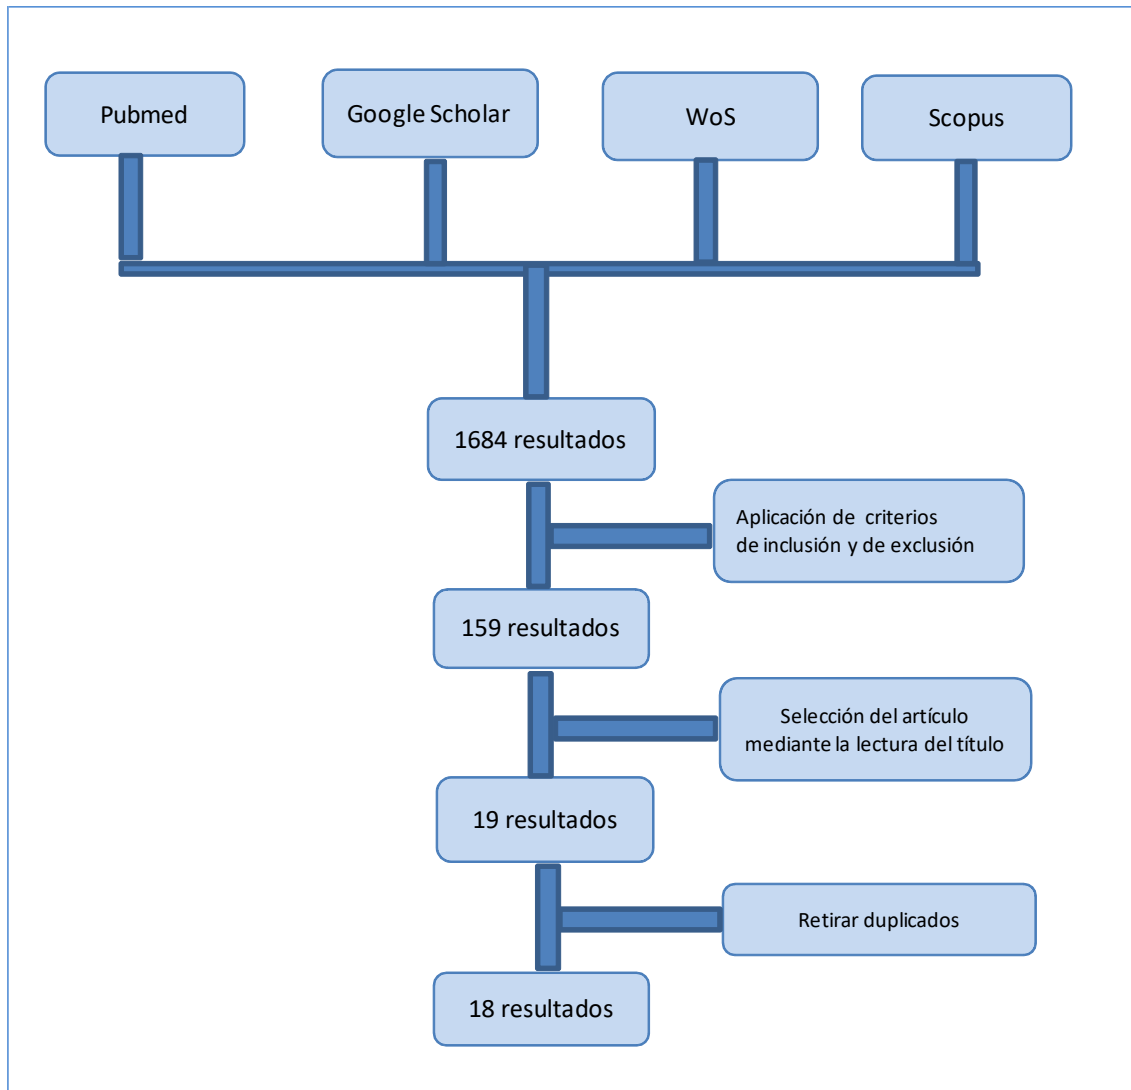 Pubmed
Google Scholar
WoS
Scopus
1684 resultados
Aplicación de criterios
de inclusión y de exclusión
159 resultados
Selección del artículo
mediante la lectura del título
19 resultados
Retirar duplicados
18 resultados